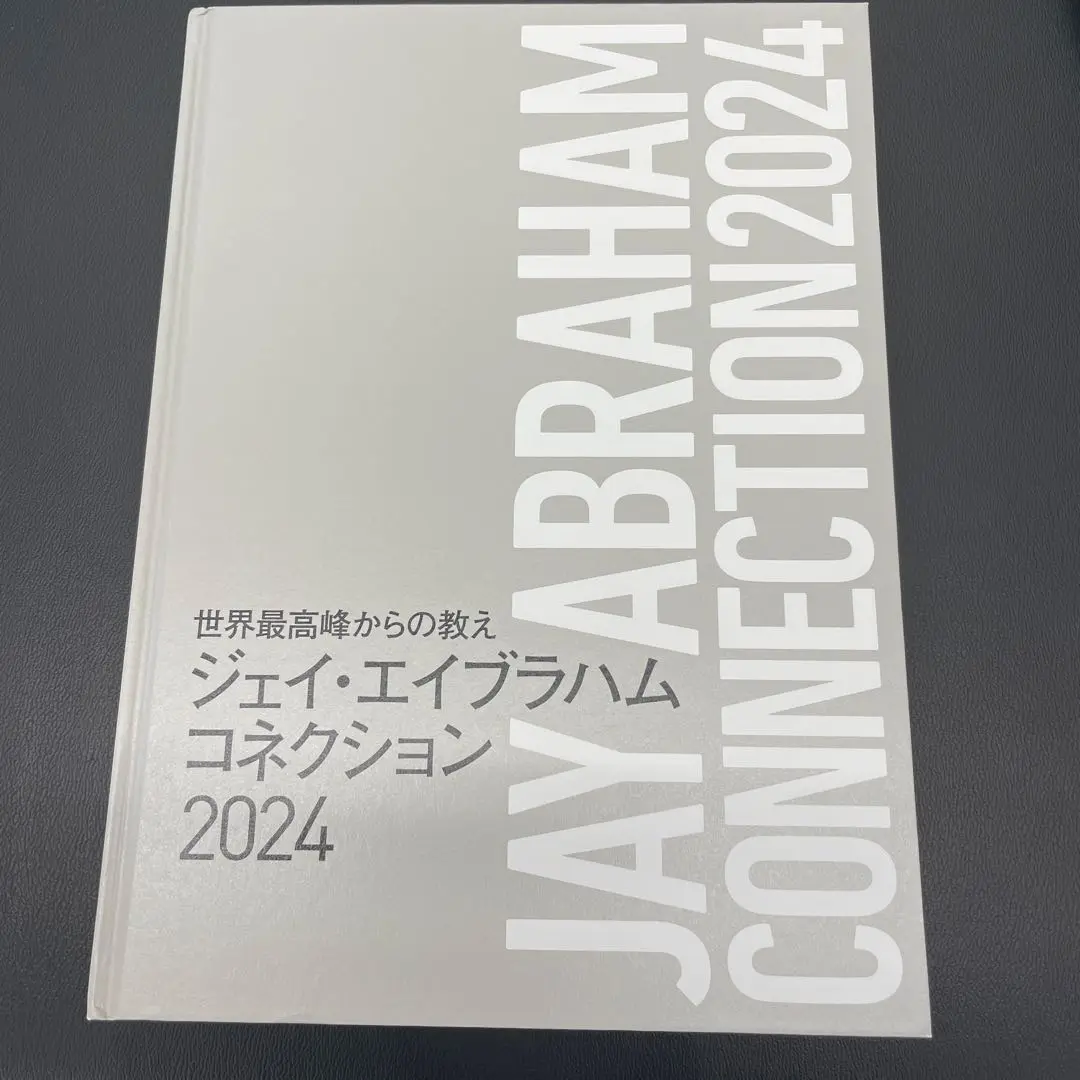 世界最高峰からの教え
ジェイ・エイブラハム
コネクション
2024
JAY ABRAHAM
CONNECTION 2024